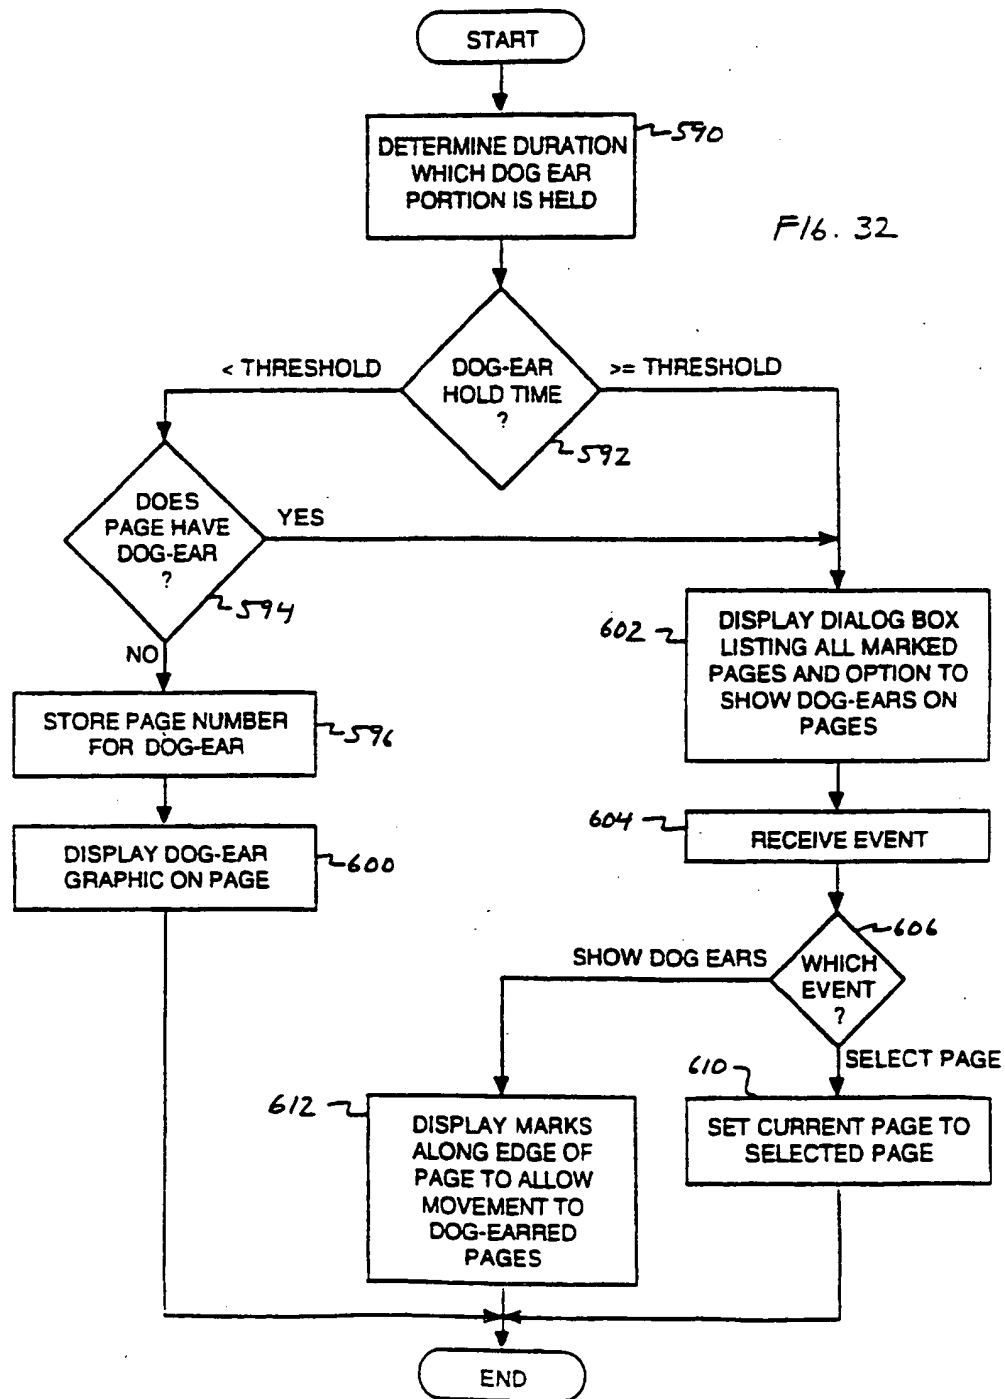 START
DETERMINE DURATION
WHICH DOG EAR
PORTION IS HELD
590
FIG. 32
DOG-EAR
HOLD TIME
?
592
< THRESHOLD
>= THRESHOLD
DOES
PAGE HAVE
DOG-EAR
?
594
YES
NO
STORE PAGE NUMBER
FOR DOG-EAR
596
DISPLAY DOG-EAR
GRAPHIC ON PAGE
600
602
DISPLAY DIALOG BOX
LISTING ALL MARKED
PAGES AND OPTION TO
SHOW DOG-EARS ON
PAGES
604
RECEIVE EVENT
606
WHICH
EVENT
?
SHOW DOG EARS
SELECT PAGE
610
SET CURRENT PAGE TO
SELECTED PAGE
612
DISPLAY MARKS
ALONG EDGE OF
PAGE TO ALLOW
MOVEMENT TO
DOG-EARRED
PAGES
END